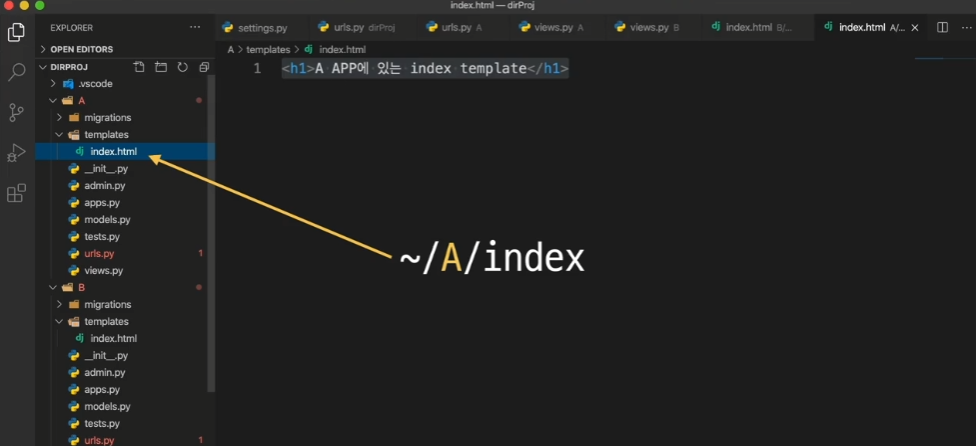 index.html — dirProj
EXPLORER ...
settings.py
urls.py dirProj
urls.py A
views.py A
views.py B
index.html B/...
index.html A/...
OPEN EDITORS
A > templates > index.html
DIRPROJ
1 <h1>A APP에 있는 index template</h1>
.vscode
A
migrations
templates
index.html
__init__.py
admin.py
apps.py
models.py
tests.py
urls.py 1
views.py
~/A/index
B
migrations
templates
index.html
__init__.py
admin.py
apps.py
models.py
tests.py
urls.py 1